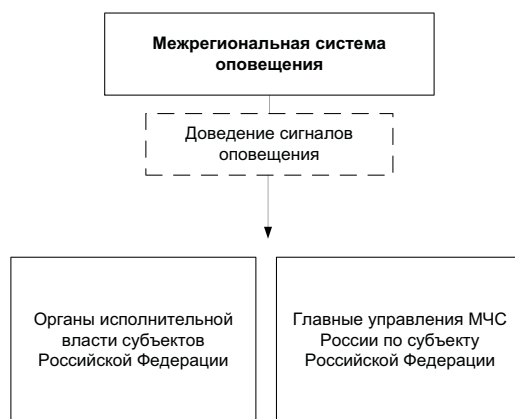 Межрегиональная система
оповещения
Доведение сигналов
оповещения
Органы исполнительной
власти субъектов
Российской Федерации
Главные управления МЧС
России по субъекту
Российской Федерации